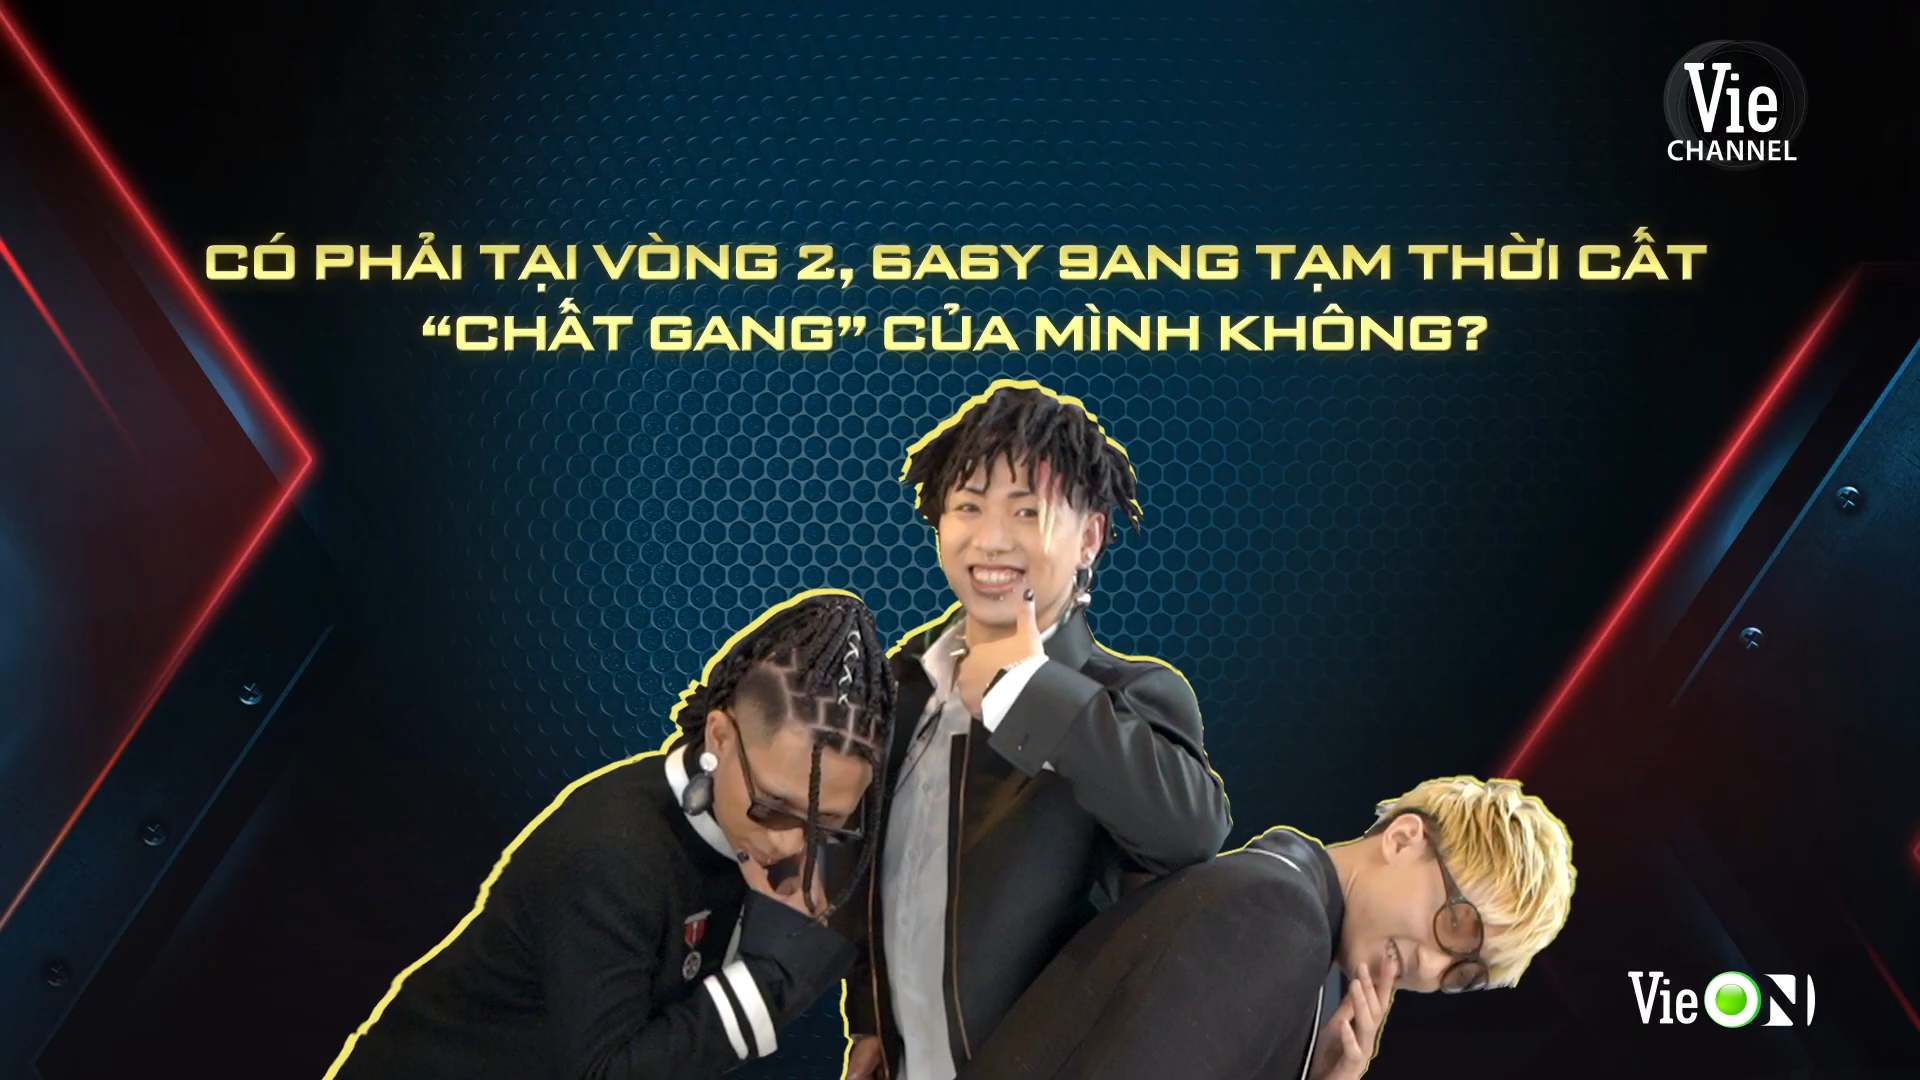 Vie
CHANNEL
CÓ PHẢI TẠI VÒNG 2, 6A6Y 9ANG TẠM THỜI CẤT
“CHẤT GANG” CỦA MÌNH KHÔNG?
VieON